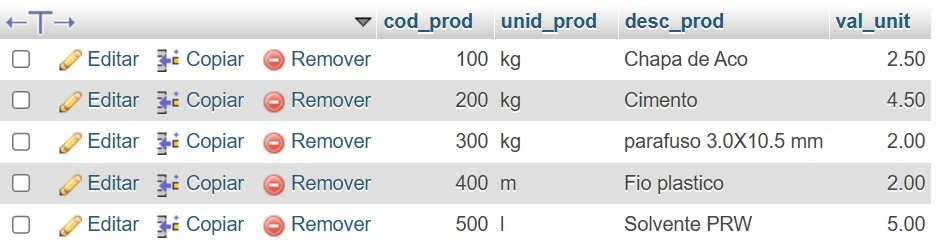 cod_prod unid_prod desc_prod val_unit
Editar Copiar Remover 100 kg Chapa de Aco 2.50
Editar Copiar Remover 200 kg Cimento 4.50
Editar Copiar Remover 300 kg parafuso 3.0X10.5 mm 2.00
Editar Copiar Remover 400 m Fio plastico 2.00
Editar Copiar Remover 500 l Solvente PRW 5.00